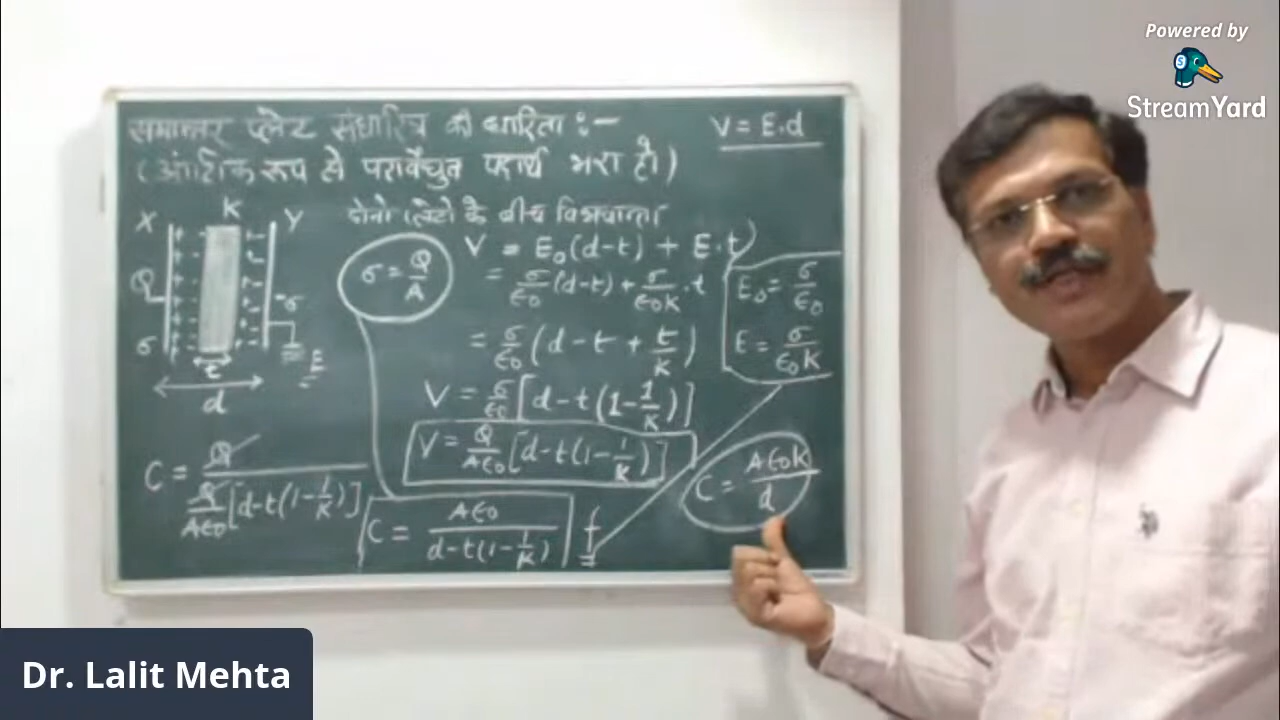 Powered by
StreamYard
समान्तर प्लेट संधारित्र की धारिता :-
(आंशिक रूप से परावैद्युत पदार्थ भरा हो)
V = E.d
X K Y
Q
σ
-σ
t
d
E
दोनो प्लेटो के बीच विभवान्तर
V = E₀(d-t) + E.t
= σ/ϵ₀ (d-t) + σ/ϵ₀K .t
= σ/ϵ₀ (d - t + t/K)
V = σ/ϵ₀ [d - t(1 - 1/K)]
V = Q/Aϵ₀ [d - t(1 - 1/K)]
σ = Q/A
E₀ = σ/ϵ₀
E = σ/ϵ₀K
C = Q / Q/Aϵ₀ [d - t(1 - 1/K)]
C = Aϵ₀ / d - t(1 - 1/K) f
C = Aϵ₀K / d
Dr. Lalit Mehta